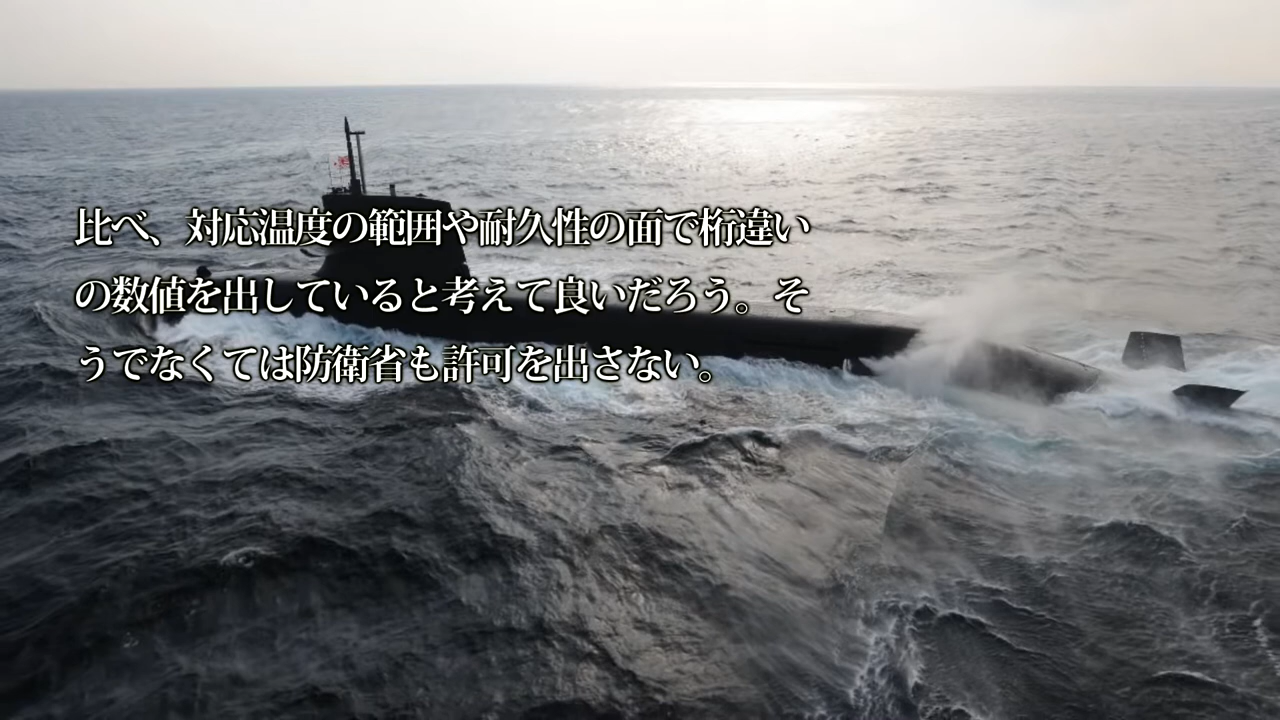 比べ、対応温度の範囲や耐久性の面で桁違い
の数値を出していると考えて良いだろう。そ
うでなくては防衛省も許可を出さない。